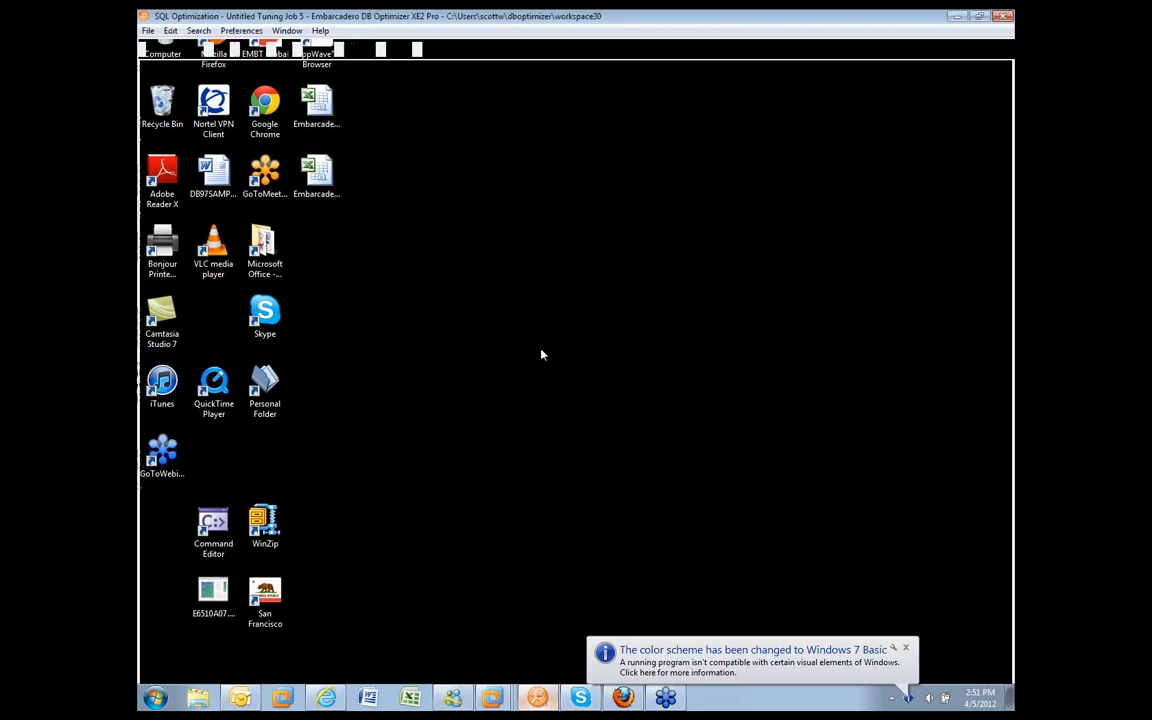 SQL Optimization - Untitled Tuning Job 5 - Embarcadero DB Optimizer XE2 Pro - C:\Users\scottw\dboptimizer\workspace30
File Edit Search Preferences Window Help
Computer
Firefox
EMBT
Browser
Recycle Bin
Nortel VPN
Client
Google
Chrome
Embarcade...
Adobe
Reader X
DB97SAMP...
GoToMeet...
Embarcade...
Bonjour
Printe...
VLC media
player
Microsoft
Office -...
Camtasia
Studio 7
Skype
iTunes
QuickTime
Player
Personal
Folder
GoToWebi...
Command
Editor
WinZip
E6510A07....
San
Francisco
The color scheme has been changed to Windows 7 Basic
A running program isn't compatible with certain visual elements of Windows.
Click here for more information.
2:51 PM
4/5/2012